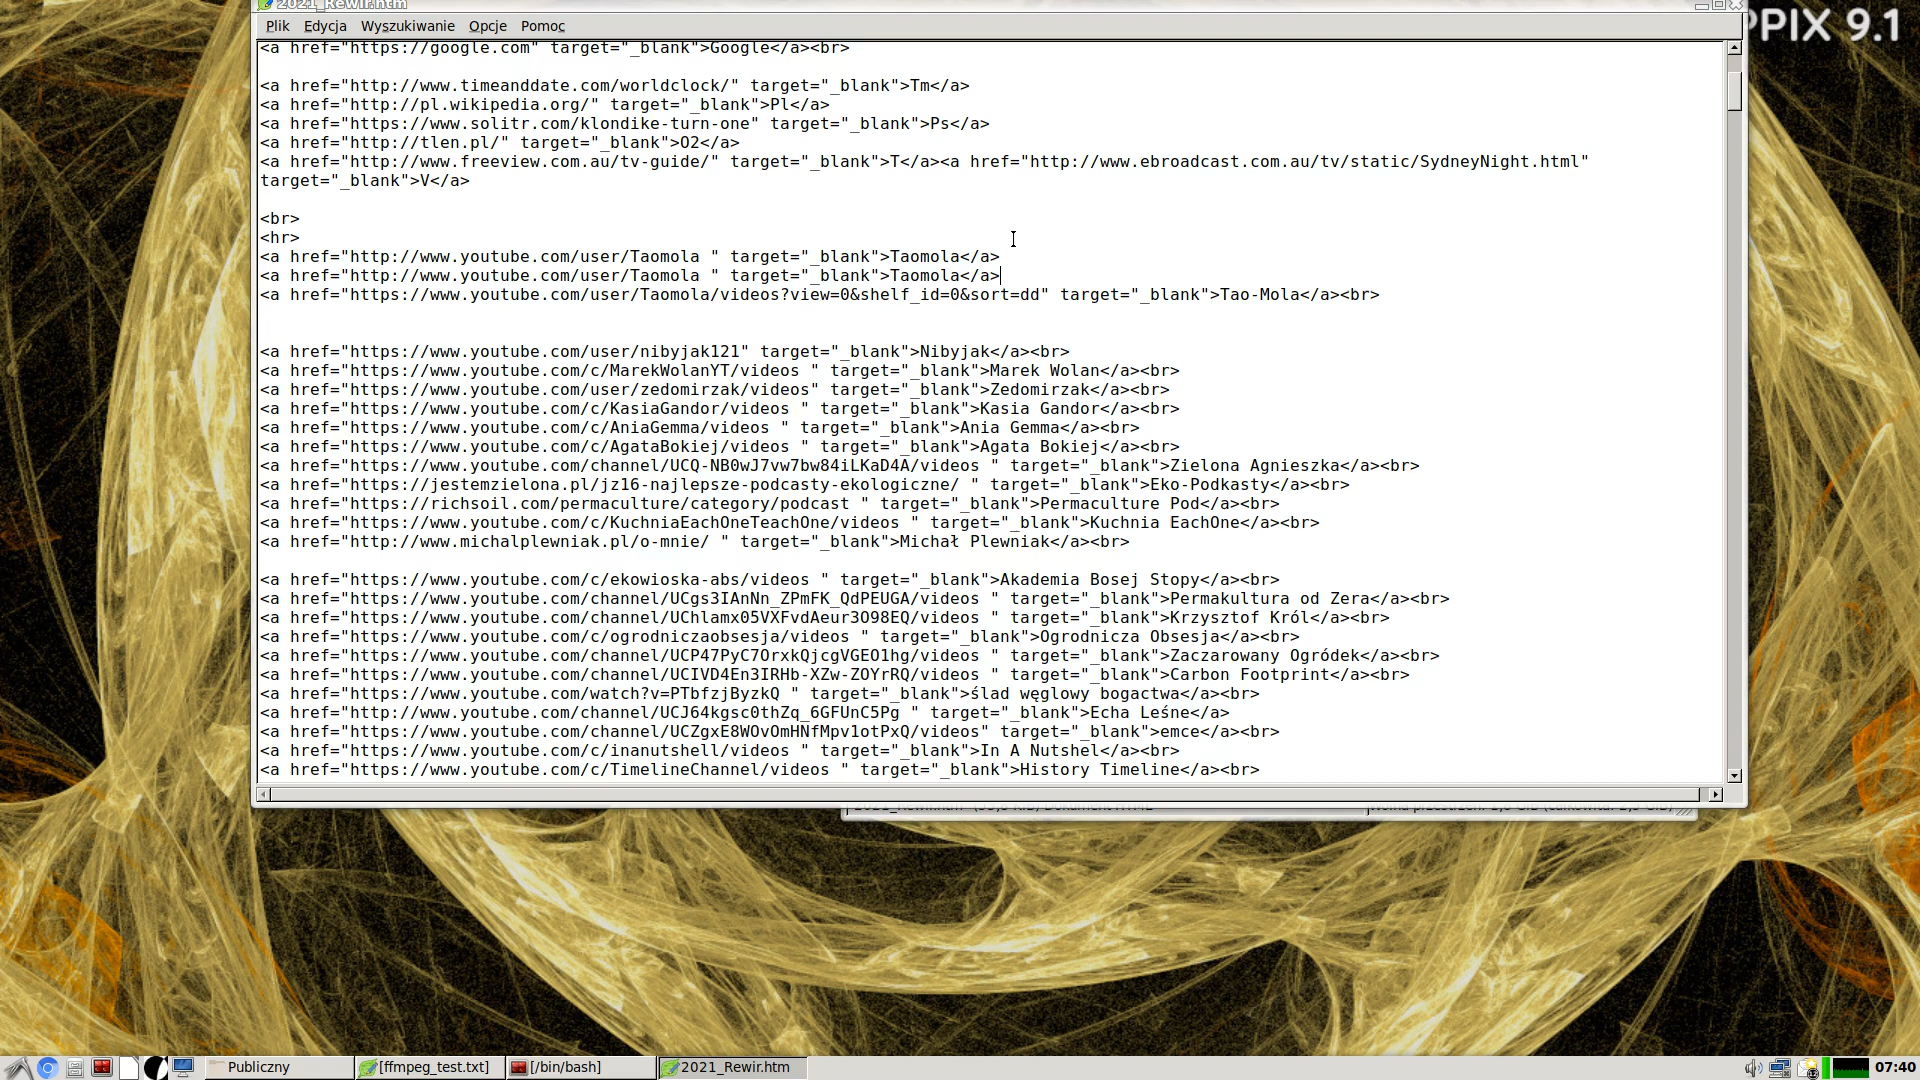 2021_Rewir.htm
PPIX 9.1
Plik Edycja Wyszukiwanie Opcje Pomoc
<a href="https://google.com" target="_blank">Google</a><br>
<a href="http://www.timeanddate.com/worldclock/" target="_blank">Tm</a>
<a href="http://pl.wikipedia.org/" target="_blank">Pl</a>
<a href="https://www.solitr.com/klondike-turn-one" target="_blank">Ps</a>
<a href="http://tlen.pl/" target="_blank">O2</a>
<a href="http://www.freeview.com.au/tv-guide/" target="_blank">T</a><a href="http://www.ebroadcast.com.au/tv/static/SydneyNight.html"
target="_blank">V</a>
<br>
<hr>
<a href="http://www.youtube.com/user/Taomola " target="_blank">Taomola</a>
<a href="http://www.youtube.com/user/Taomola " target="_blank">Taomola</a>
<a href="https://www.youtube.com/user/Taomola/videos?view=0&shelf_id=0&sort=dd" target="_blank">Tao-Mola</a><br>
<a href="https://www.youtube.com/user/nibyjak121" target="_blank">Nibyjak</a><br>
<a href="https://www.youtube.com/c/MarekWolanYT/videos " target="_blank">Marek Wolan</a><br>
<a href="https://www.youtube.com/user/zedomirzak/videos" target="_blank">Zedomirzak</a><br>
<a href="https://www.youtube.com/c/KasiaGandor/videos " target="_blank">Kasia Gandor</a><br>
<a href="https://www.youtube.com/c/AniaGemma/videos " target="_blank">Ania Gemma</a><br>
<a href="https://www.youtube.com/c/AgataBokiej/videos " target="_blank">Agata Bokiej</a><br>
<a href="https://www.youtube.com/channel/UCQ-NB0wJ7vw7bw84iLKaD4A/videos " target="_blank">Zielona Agnieszka</a><br>
<a href="https://jestemzielona.pl/jz16-najlepsze-podcasty-ekologiczne/ " target="_blank">Eko-Podkasty</a><br>
<a href="https://richsoil.com/permaculture/category/podcast " target="_blank">Permaculture Pod</a><br>
<a href="https://www.youtube.com/c/KuchniaEachOneTeachOne/videos " target="_blank">Kuchnia EachOne</a><br>
<a href="http://www.michalplewniak.pl/o-mnie/ " target="_blank">Michał Plewniak</a><br>
<a href="https://www.youtube.com/c/ekowioska-abs/videos " target="_blank">Akademia Bosej Stopy</a><br>
<a href="https://www.youtube.com/channel/UCgs3IAnNn_ZPmFK_QdPEUGA/videos " target="_blank">Permakultura od Zera</a><br>
<a href="https://www.youtube.com/channel/UChlamx05VXFvdAeur3O98EQ/videos " target="_blank">Krzysztof Król</a><br>
<a href="https://www.youtube.com/c/ogrodniczaobsesja/videos " target="_blank">Ogrodnicza Obsesja</a><br>
<a href="https://www.youtube.com/channel/UCP47PyC7OrxkQjcgVGEO1hg/videos " target="_blank">Zaczarowany Ogródek</a><br>
<a href="https://www.youtube.com/channel/UCIVD4En3IRHb-XZw-ZOYrRQ/videos " target="_blank">Carbon Footprint</a><br>
<a href="https://www.youtube.com/watch?v=PTbfzjByzkQ " target="_blank">ślad węglowy bogactwa</a><br>
<a href="http://www.youtube.com/channel/UCJ64kgsc0thZq_6GFUnC5Pg " target="_blank">Echa Leśne</a>
<a href="https://www.youtube.com/channel/UCZgxE8WOvOmHNfMpv1otPxQ/videos" target="_blank">emce</a><br>
<a href="https://www.youtube.com/c/inanutshell/videos " target="_blank">In A Nutshel</a><br>
<a href="https://www.youtube.com/c/TimelineChannel/videos " target="_blank">History Timeline</a><br>
Publiczny [ffmpeg_test.txt] [/bin/bash] 2021_Rewir.htm 07:40